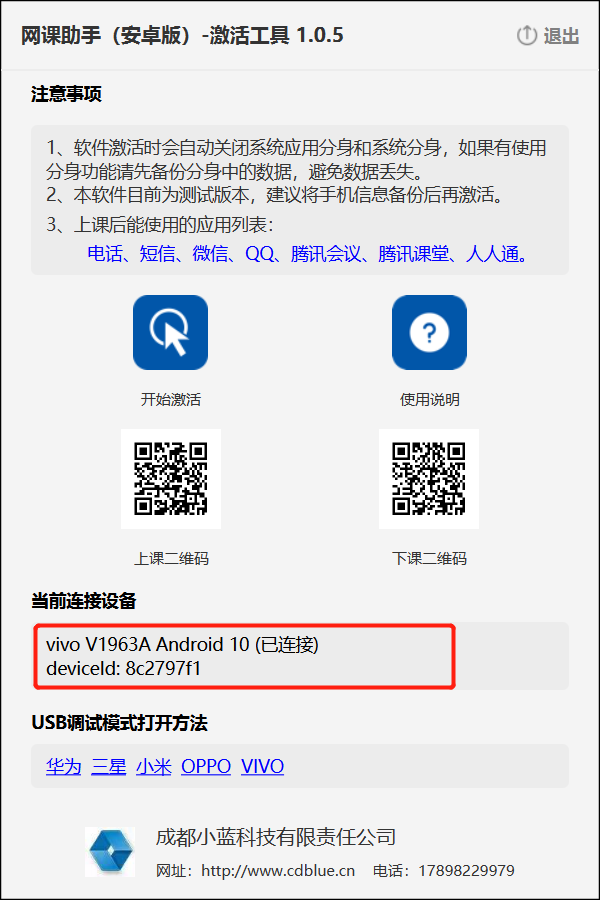 网课助手（安卓版）-激活工具 1.0.5
退出
注意事项
1、软件激活时会自动关闭系统应用分身和系统分身，如果有使用
分身功能请先备份分身中的数据，避免数据丢失。
2、本软件目前为测试版本，建议将手机信息备份后再激活。
3、上课后能使用的应用列表：
电话、短信、微信、QQ、腾讯会议、腾讯课堂、人人通。
开始激活
使用说明
上课二维码
下课二维码
当前连接设备
vivo V1963A Android 10 (已连接)
deviceId: 8c2797f1
USB调试模式打开方法
华为 三星 小米 OPPO VIVO
成都小蓝科技有限责任公司
网址：http://www.cdblue.cn 电话：17898229979